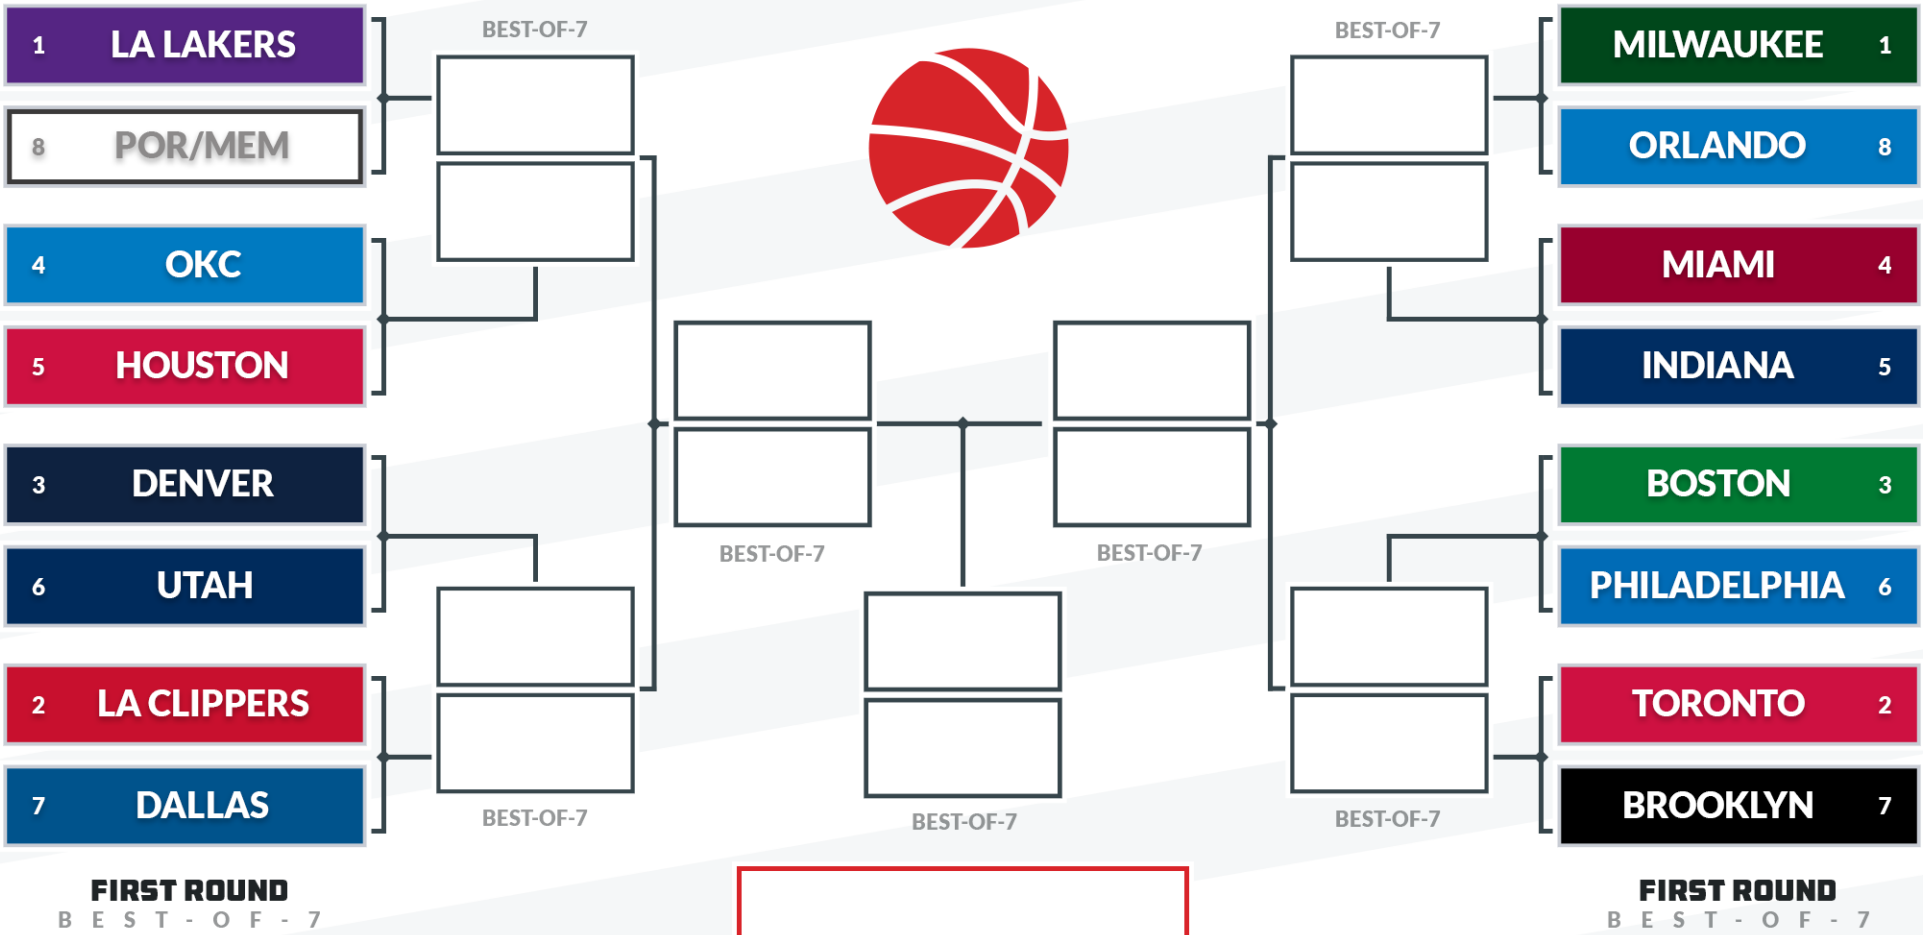 1 LA LAKERS
8 POR/MEM
4 OKC
5 HOUSTON
3 DENVER
6 UTAH
2 LA CLIPPERS
7 DALLAS
FIRST ROUND
BEST-OF-7
BEST-OF-7
BEST-OF-7
BEST-OF-7
BEST-OF-7
BEST-OF-7
BEST-OF-7
BEST-OF-7
MILWAUKEE 1
ORLANDO 8
MIAMI 4
INDIANA 5
BOSTON 3
PHILADELPHIA 6
TORONTO 2
BROOKLYN 7
FIRST ROUND
BEST-OF-7